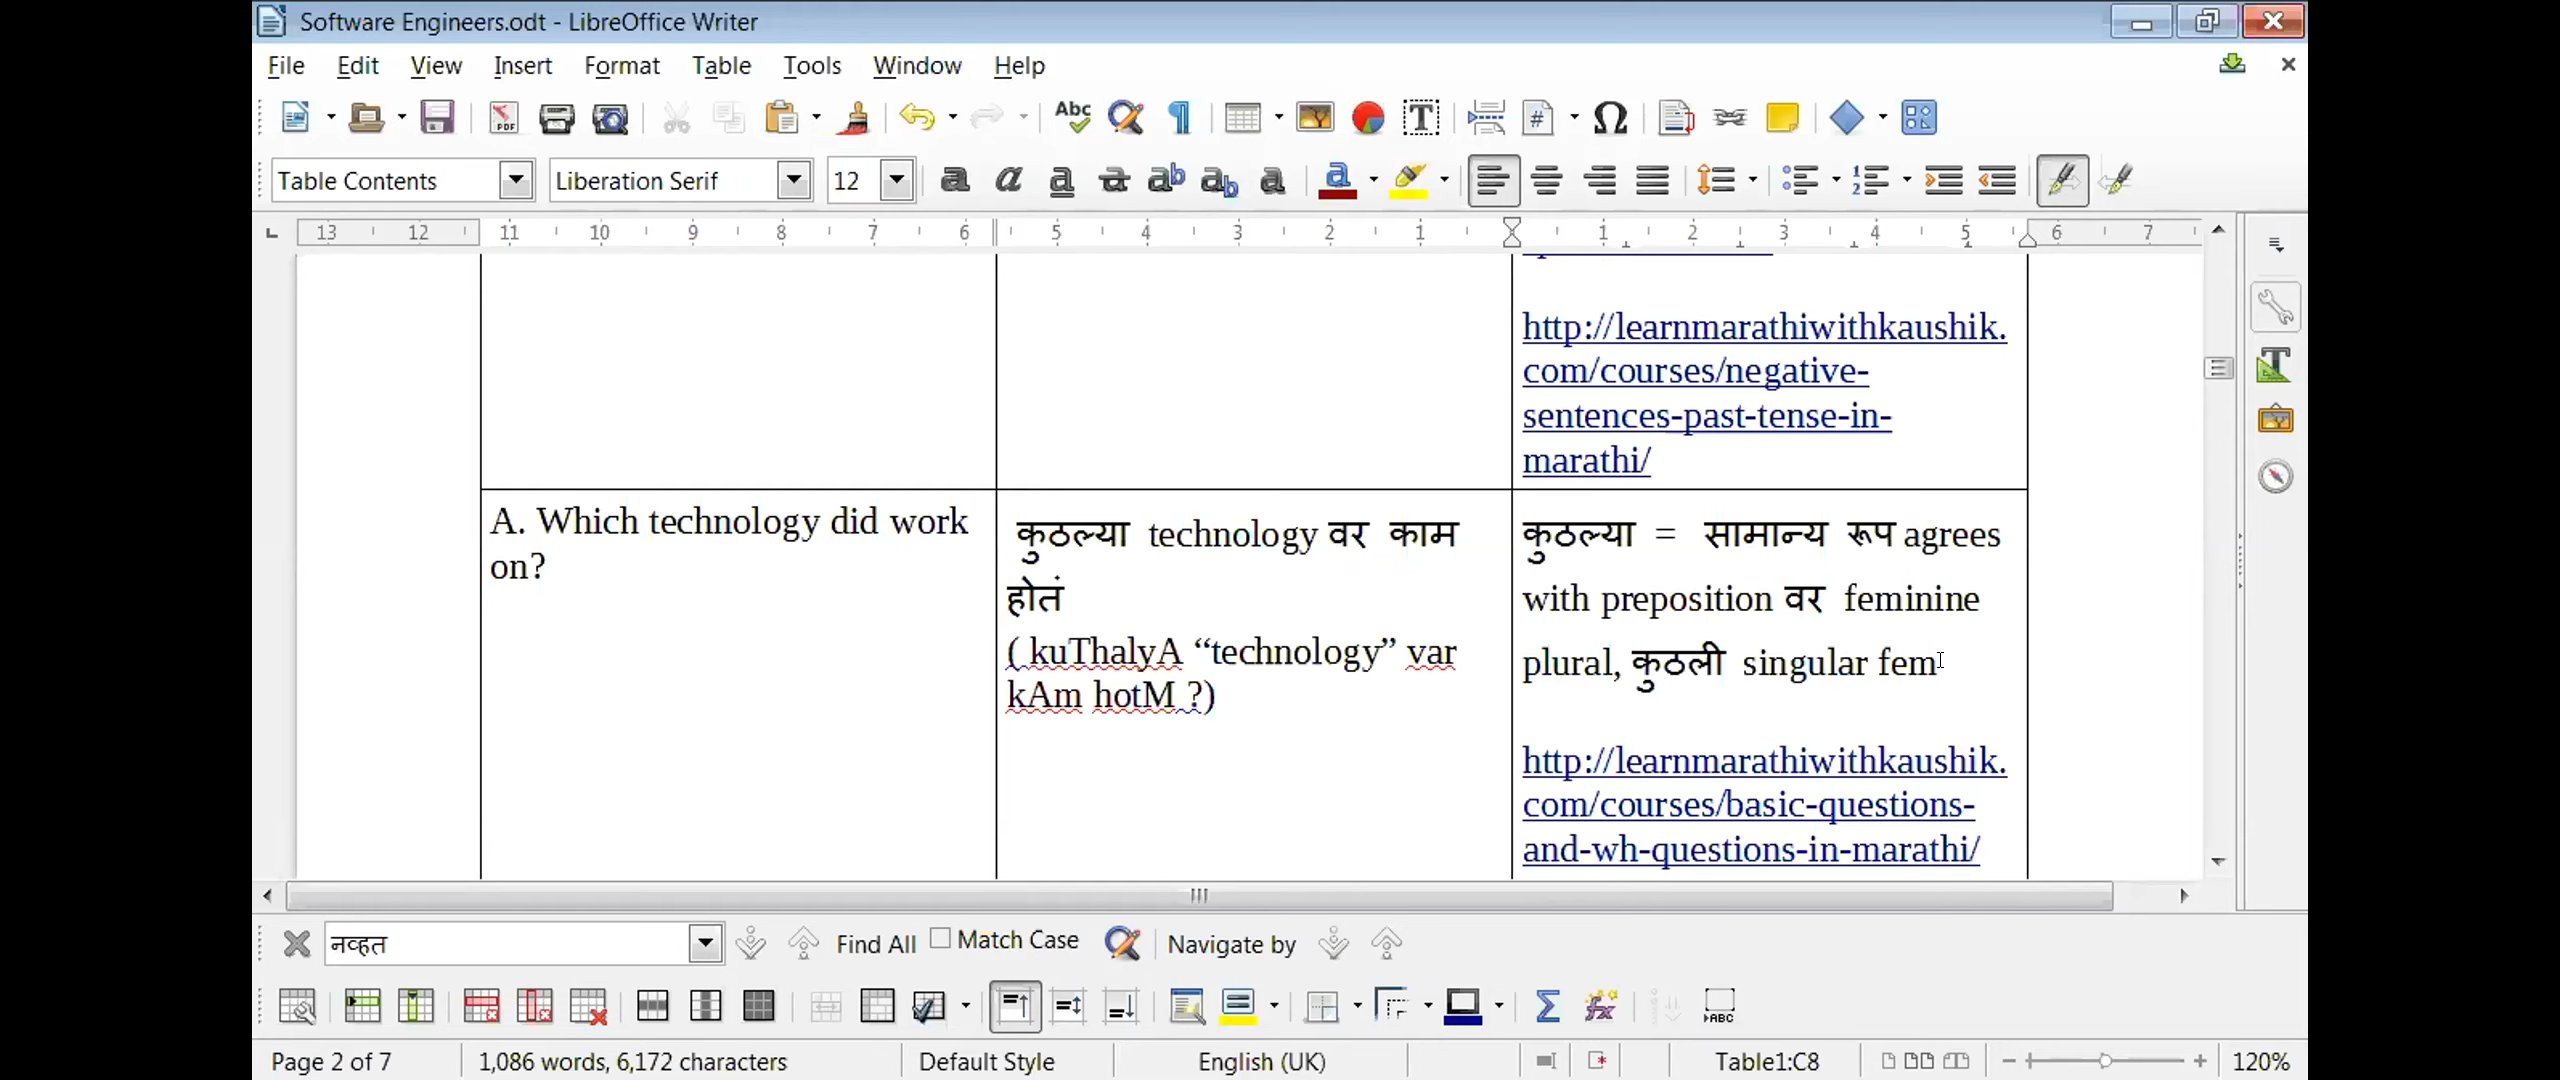 Software Engineers.odt - LibreOffice Writer
File Edit View Insert Format Table Tools Window Help
Table Contents Liberation Serif 12
13 12 11 10 9 8 7 6 5 4 3 2 1 1 2 3 4 5 6 7
http://learnmarathiwithkaushik.
com/courses/negative-
sentences-past-tense-in-
marathi/
A. Which technology did work
on?
कुठल्या technology वर काम
होतं
( kuThalyA “technology” var
kAm hotM ?)
कुठल्या = सामान्य रूप agrees
with preposition वर feminine
plural, कुठली singular fem
http://learnmarathiwithkaushik.
com/courses/basic-questions-
and-wh-questions-in-marathi/
नव्हत Find All Match Case Navigate by
Page 2 of 7 1,086 words, 6,172 characters Default Style English (UK) Table1:C8 120%